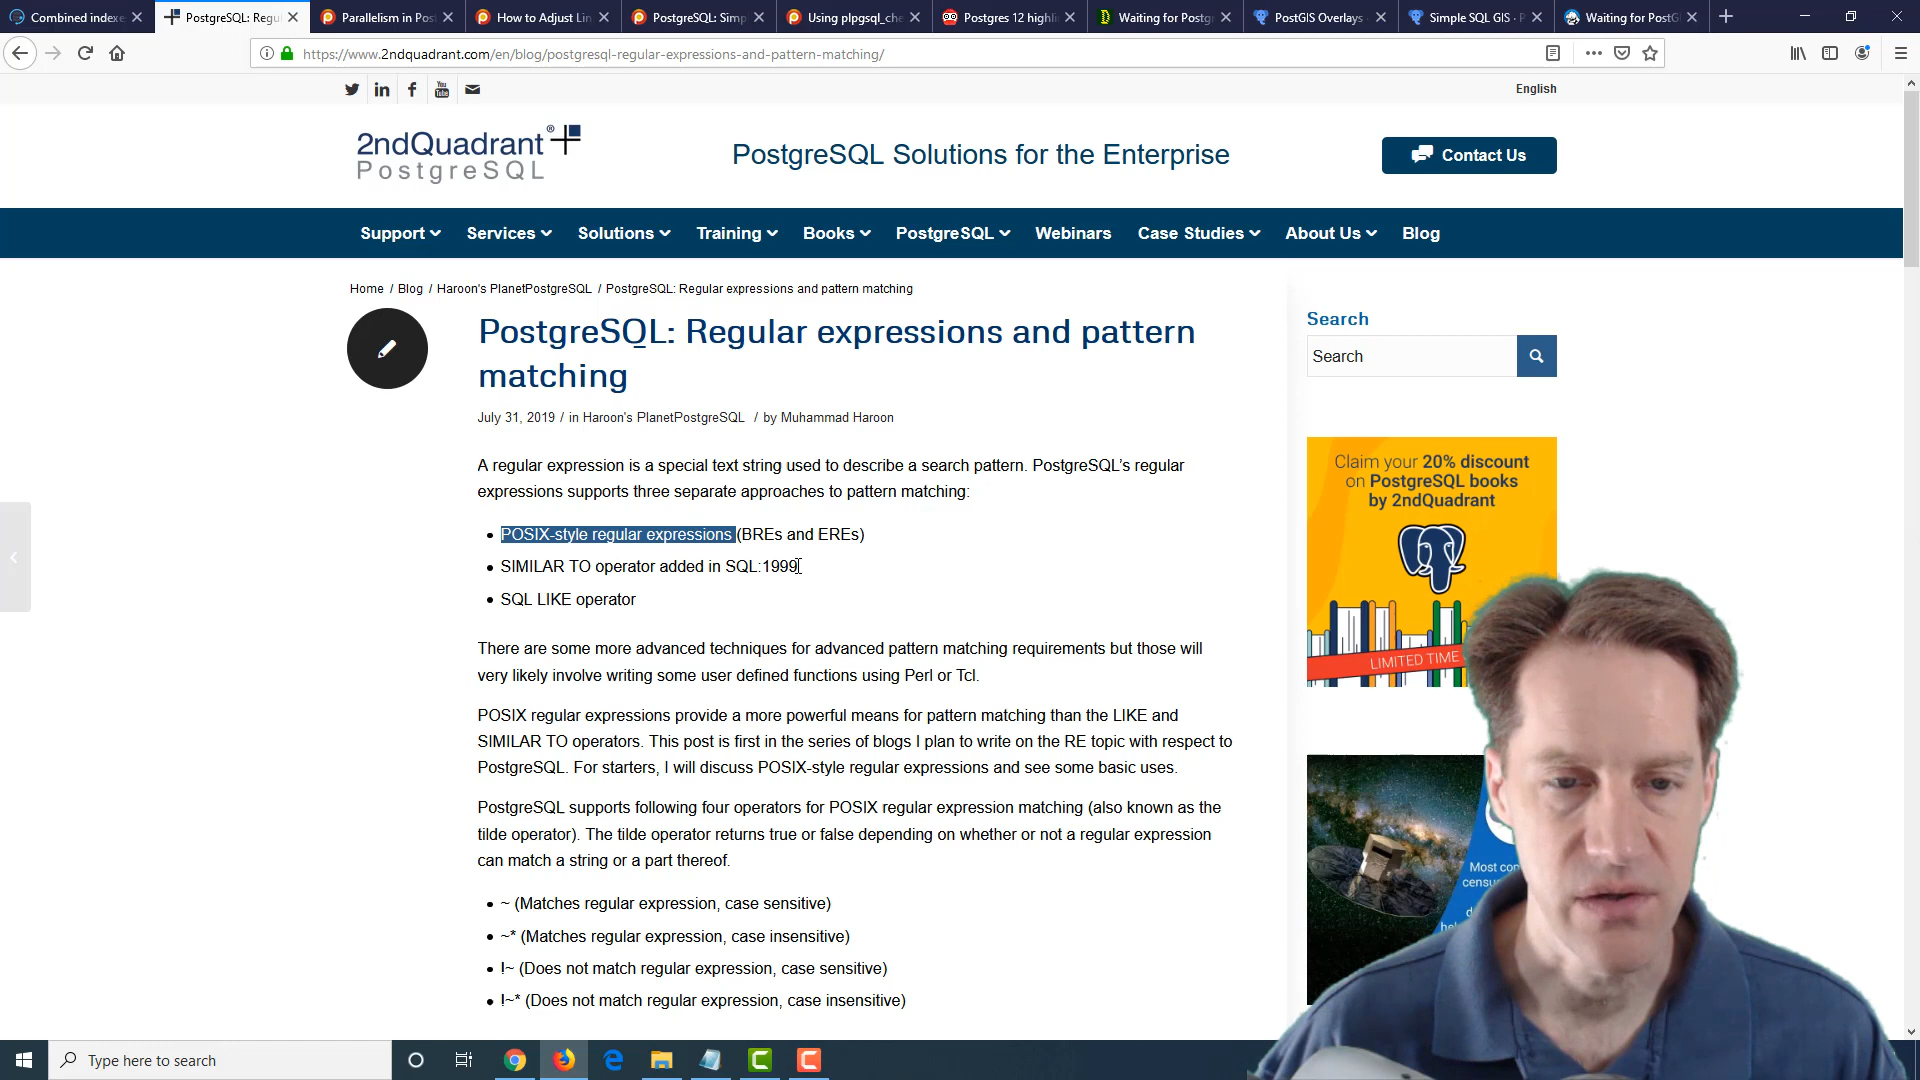 Combined indexe
PostgreSQL: Regu
Parallelism in Pos
How to Adjust Lin
PostgreSQL: Simp
Using plpgsql_che
Postgres 12 highli
Waiting for Postgr
PostGIS Overlays
Simple SQL GIS · P
Waiting for PostG
https://www.2ndquadrant.com/en/blog/postgresql-regular-expressions-and-pattern-matching/
English
2ndQuadrant®
PostgreSQL
PostgreSQL Solutions for the Enterprise
Contact Us
Support Services Solutions Training Books PostgreSQL Webinars Case Studies About Us Blog
Home / Blog / Haroon's PlanetPostgreSQL / PostgreSQL: Regular expressions and pattern matching
PostgreSQL: Regular expressions and pattern
matching
July 31, 2019 / in Haroon's PlanetPostgreSQL / by Muhammad Haroon
A regular expression is a special text string used to describe a search pattern. PostgreSQL's regular
expressions supports three separate approaches to pattern matching:
• POSIX-style regular expressions (BREs and EREs)
• SIMILAR TO operator added in SQL:1999
• SQL LIKE operator
There are some more advanced techniques for advanced pattern matching requirements but those will
very likely involve writing some user defined functions using Perl or Tcl.
POSIX regular expressions provide a more powerful means for pattern matching than the LIKE and
SIMILAR TO operators. This post is first in the series of blogs I plan to write on the RE topic with respect to
PostgreSQL. For starters, I will discuss POSIX-style regular expressions and see some basic uses.
PostgreSQL supports following four operators for POSIX regular expression matching (also known as the
tilde operator). The tilde operator returns true or false depending on whether or not a regular expression
can match a string or a part thereof.
• ~ (Matches regular expression, case sensitive)
• ~* (Matches regular expression, case insensitive)
• !~ (Does not match regular expression, case sensitive)
• !~* (Does not match regular expression, case insensitive)
Search
Search
Claim your 20% discount
on PostgreSQL books
by 2ndQuadrant
LIMITED TIME
Most con
censu
Type here to search